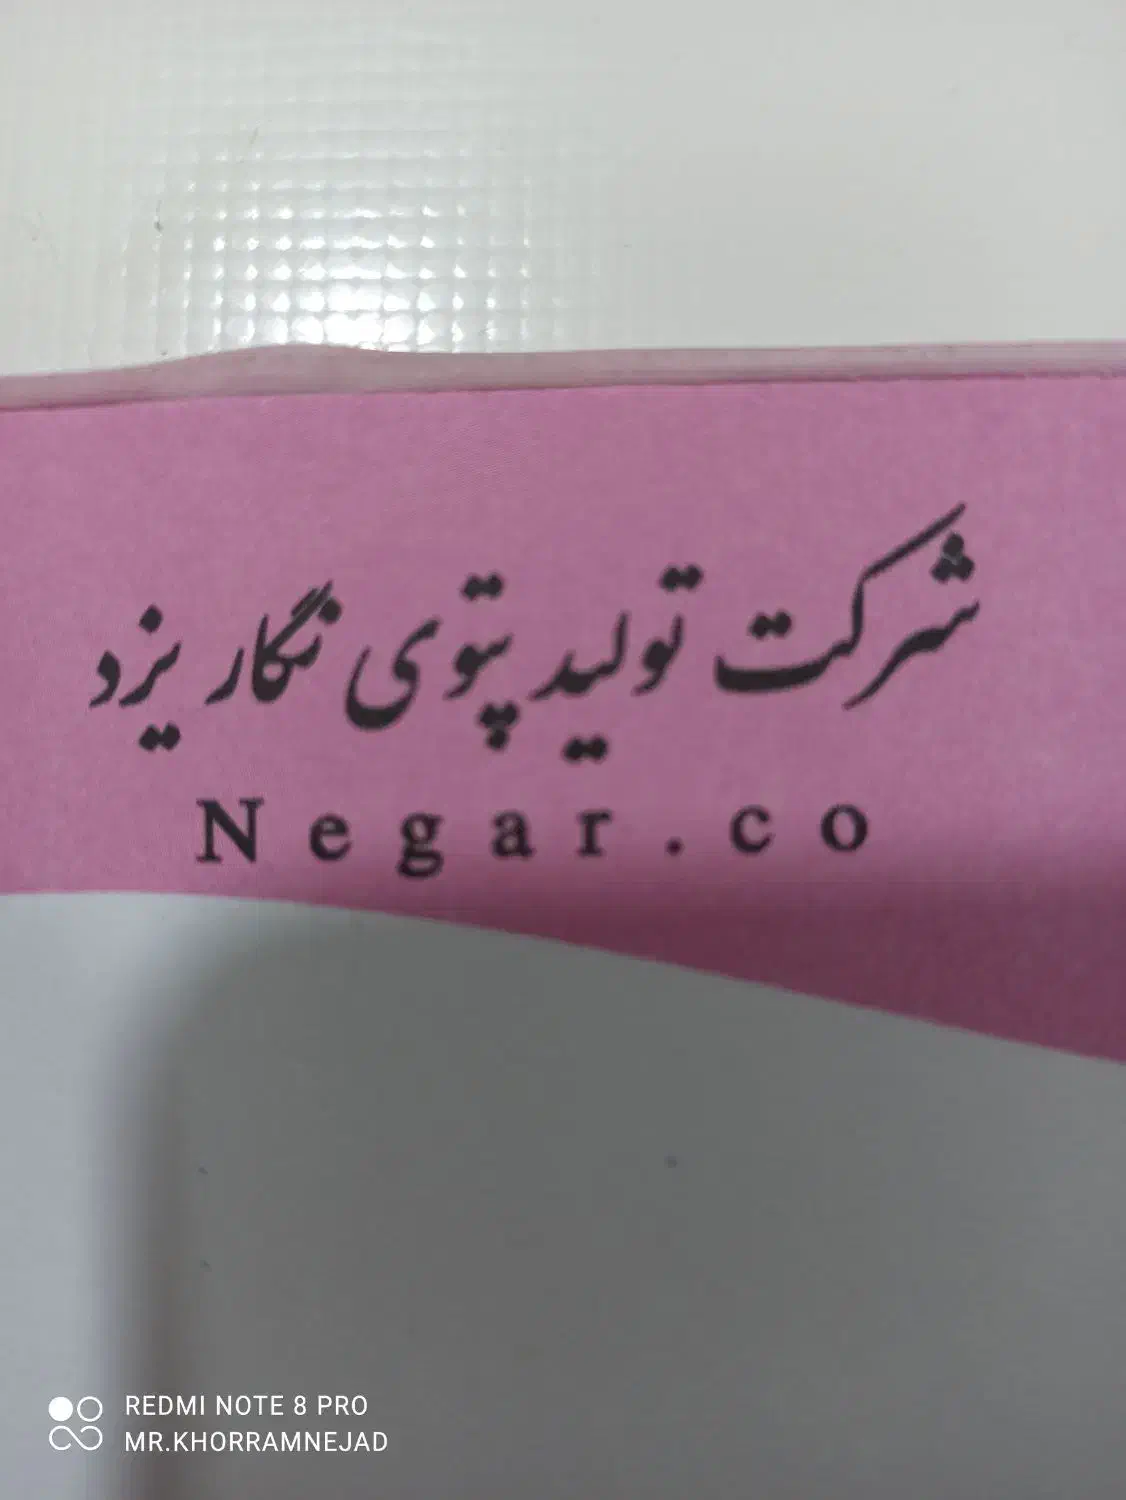 شرکت تولید پتوی نگار یزد
Negar.co
REDMI NOTE 8 PRO
MR.KHORRAMNEJAD